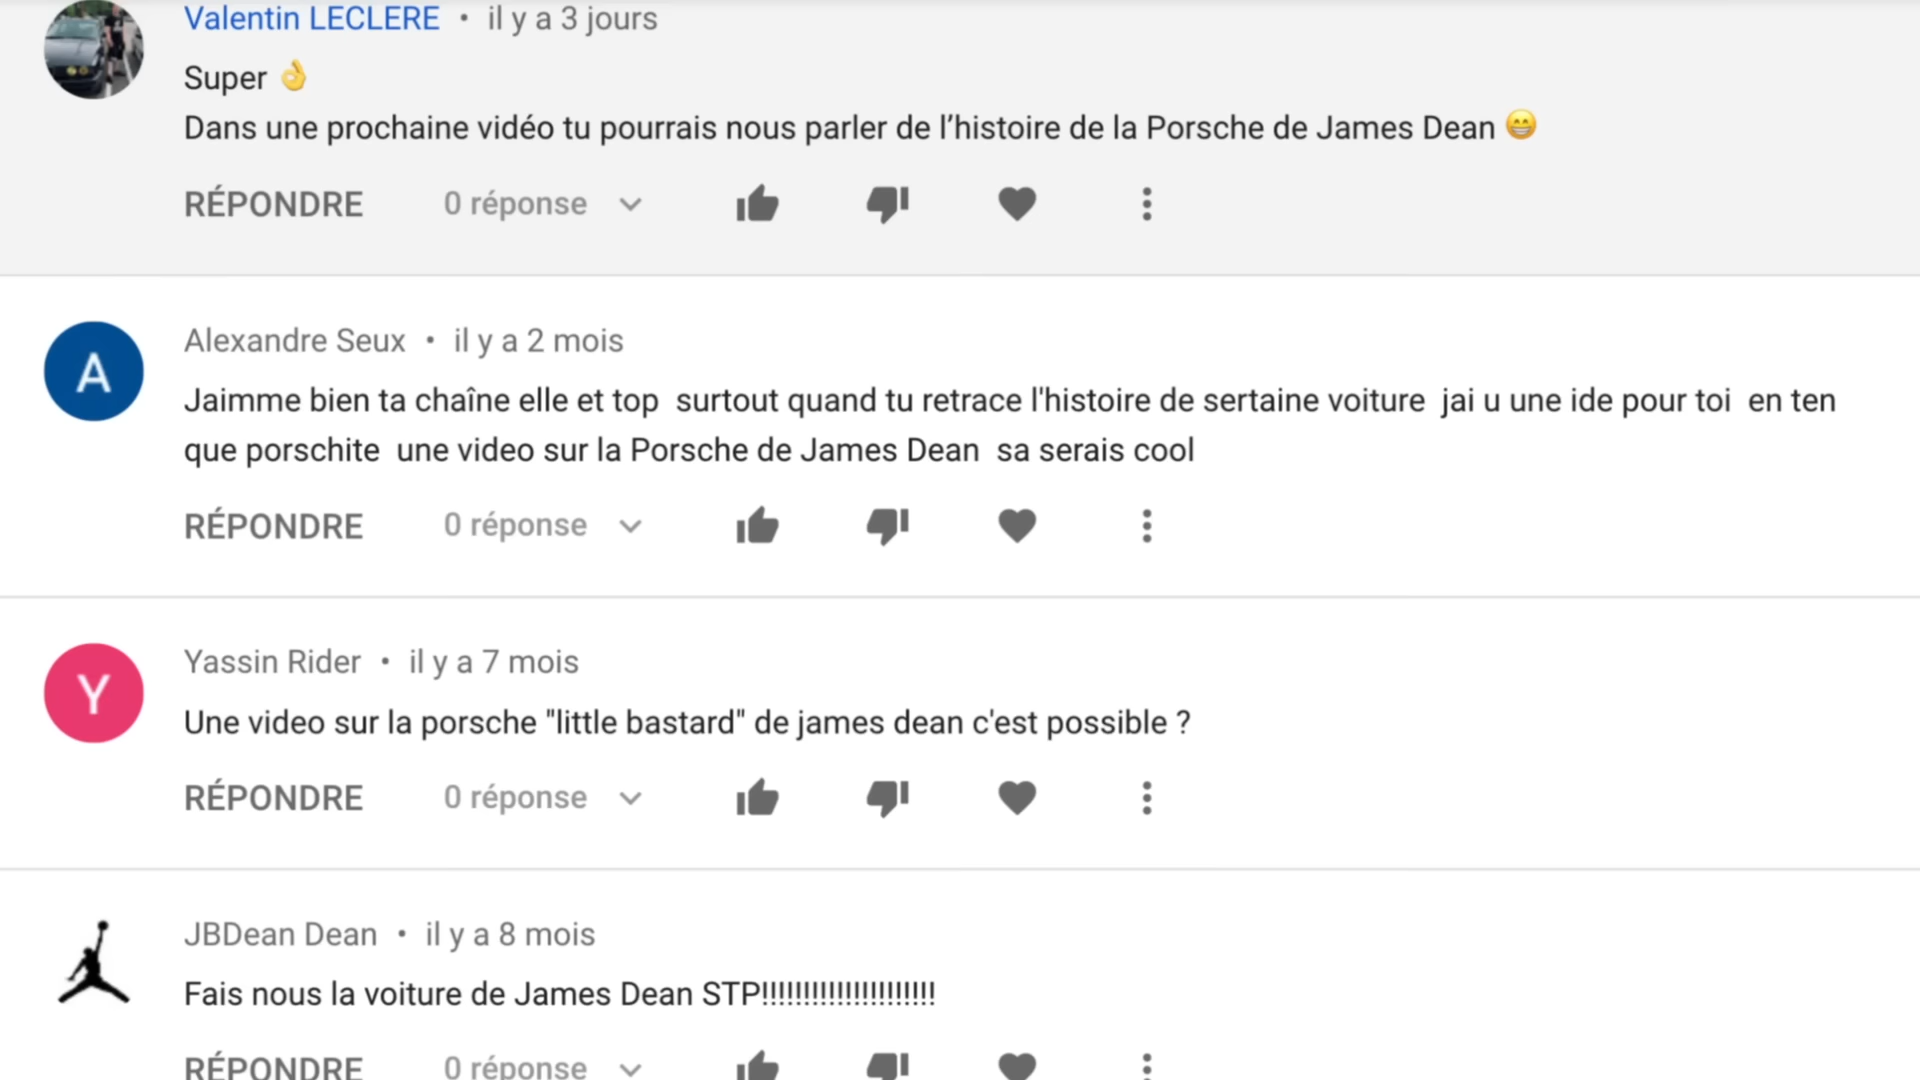 Valentin LECLERE • il y a 3 jours
Super 👌
Dans une prochaine vidéo tu pourrais nous parler de l’histoire de la Porsche de James Dean 😁
RÉPONDRE 0 réponse
A
Alexandre Seux • il y a 2 mois
Jaimme bien ta chaîne elle et top  surtout quand tu retrace l'histoire de sertaine voiture  jai u une ide pour toi  en ten
que porschite  une video sur la Porsche de James Dean  sa serais cool
RÉPONDRE 0 réponse
Y
Yassin Rider • il y a 7 mois
Une video sur la porsche "little bastard" de james dean c'est possible ?
RÉPONDRE 0 réponse
JBDean Dean • il y a 8 mois
Fais nous la voiture de James Dean STP!!!!!!!!!!!!!!!!!!!!!
RÉPONDRE 0 réponse